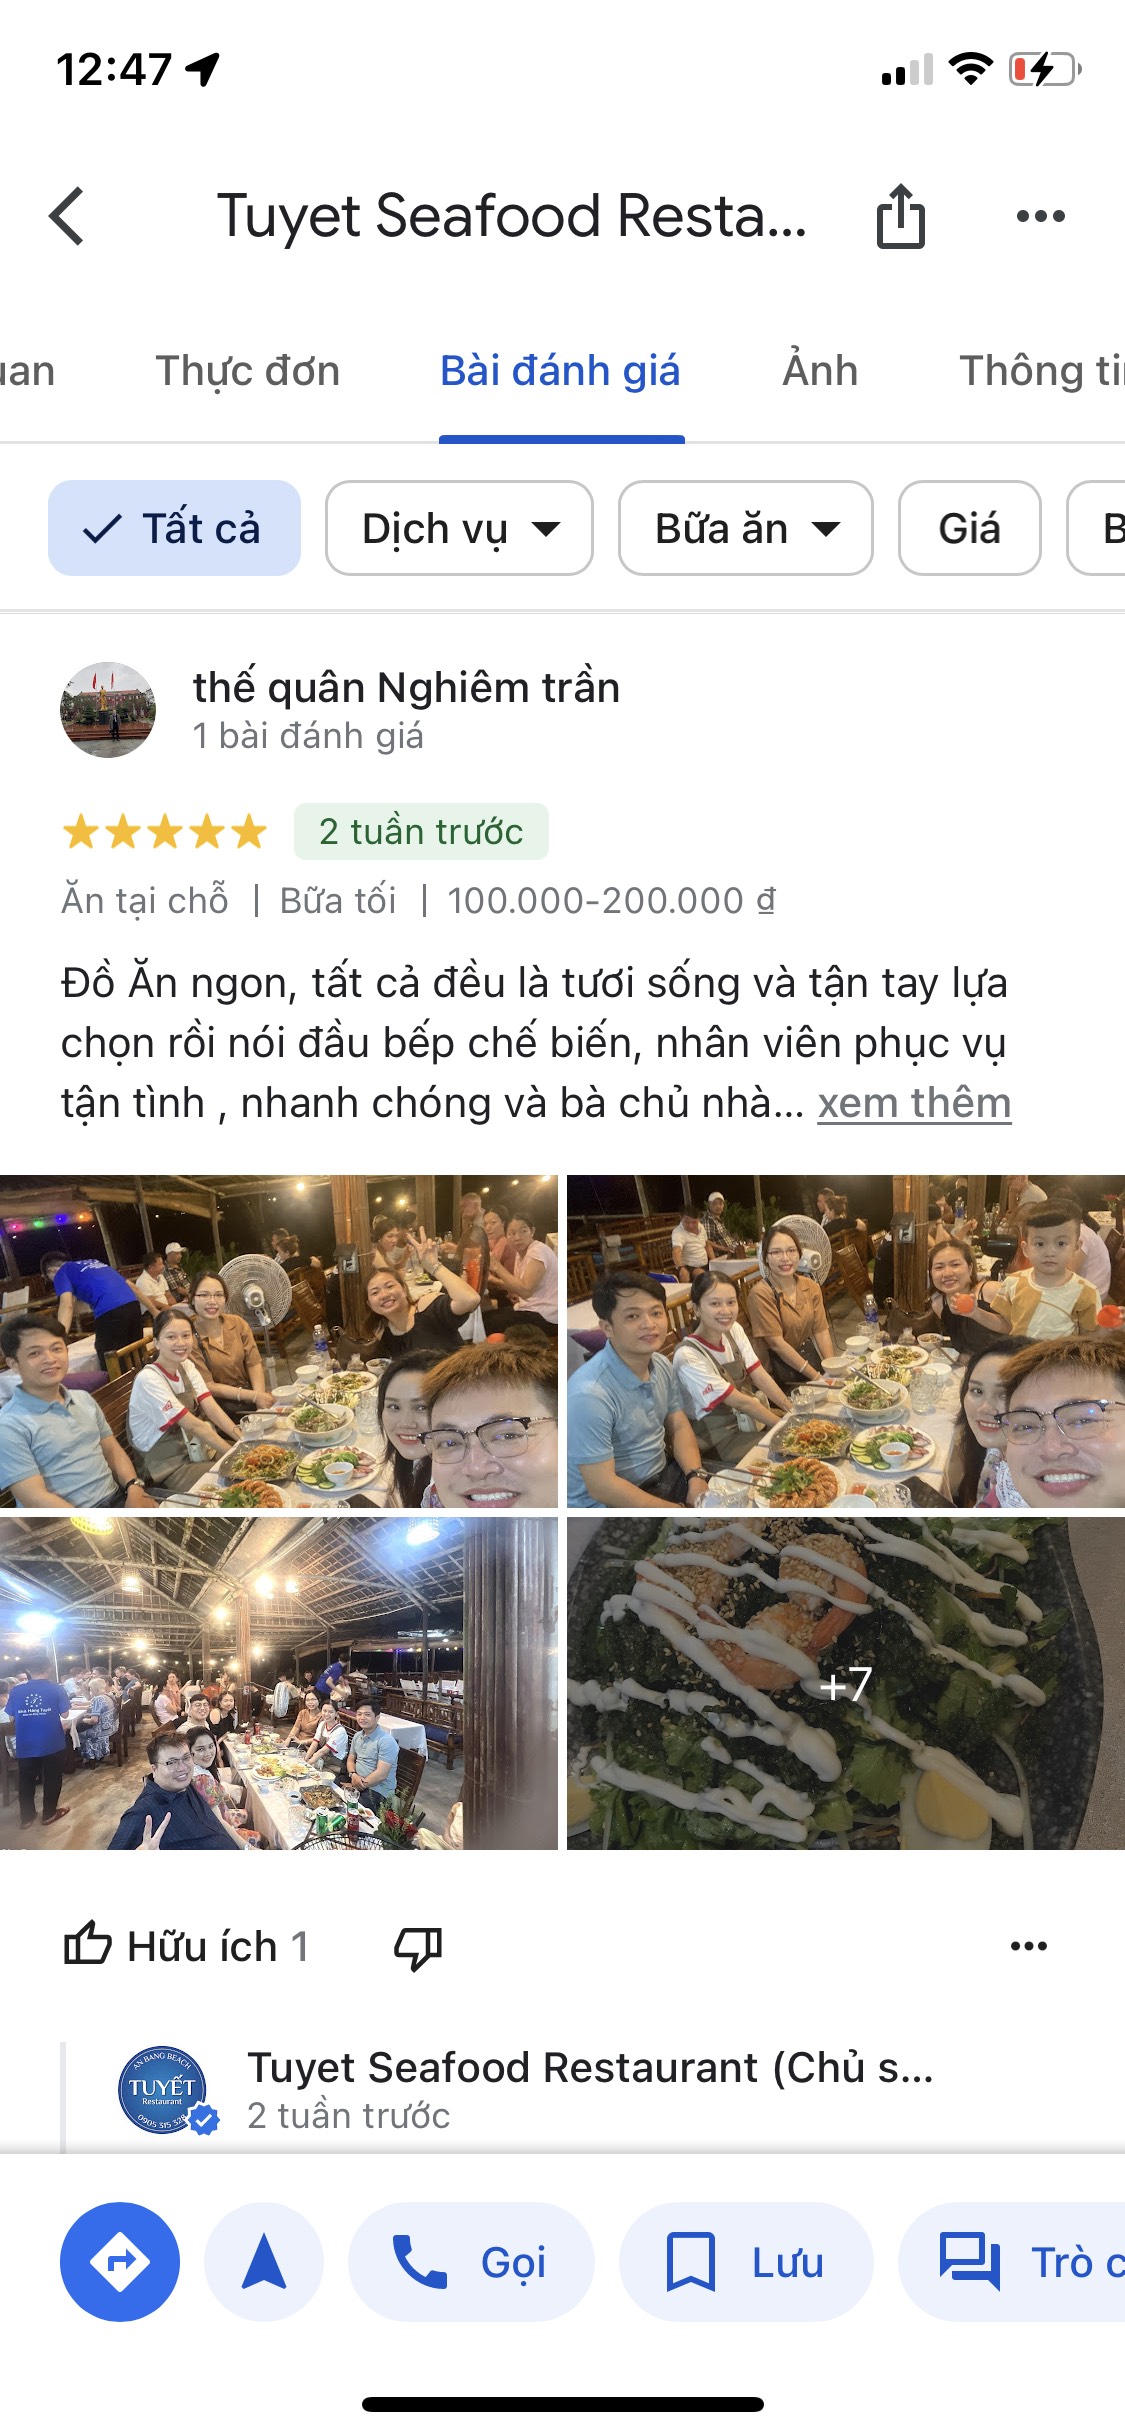 12:47
Tuyet Seafood Resta...
uan Thực đơn Bài đánh giá Ảnh Thông ti
Tất cả Dịch vụ Bữa ăn Giá B
thế quân Nghiêm trần
1 bài đánh giá
2 tuần trước
Ăn tại chỗ | Bữa tối | 100.000-200.000 ₫
Đồ Ăn ngon, tất cả đều là tươi sống và tận tay lựa
chọn rồi nói đầu bếp chế biến, nhân viên phục vụ
tận tình , nhanh chóng và bà chủ nhà... xem thêm
+7
Hữu ích 1
AN BANG BEACH
TUYẾT
Restaurant
Tuyet Seafood Restaurant (Chủ s...
2 tuần trước
Gọi Lưu Trò c